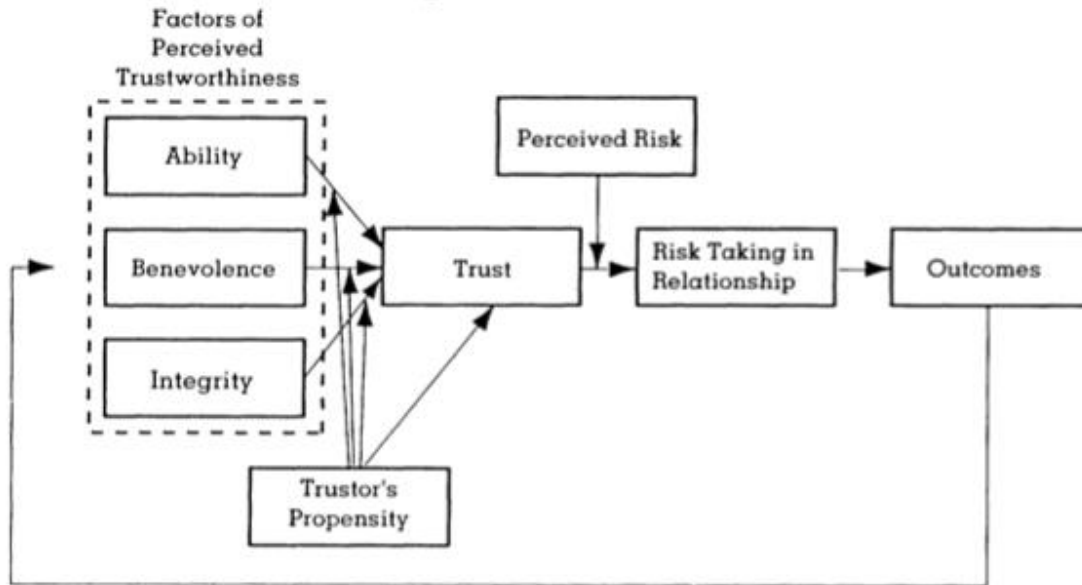 Factors of
Perceived
Trustworthiness
Ability
Benevolence
Integrity
Trustor's
Propensity
Trust
Perceived Risk
Risk Taking in
Relationship
Outcomes